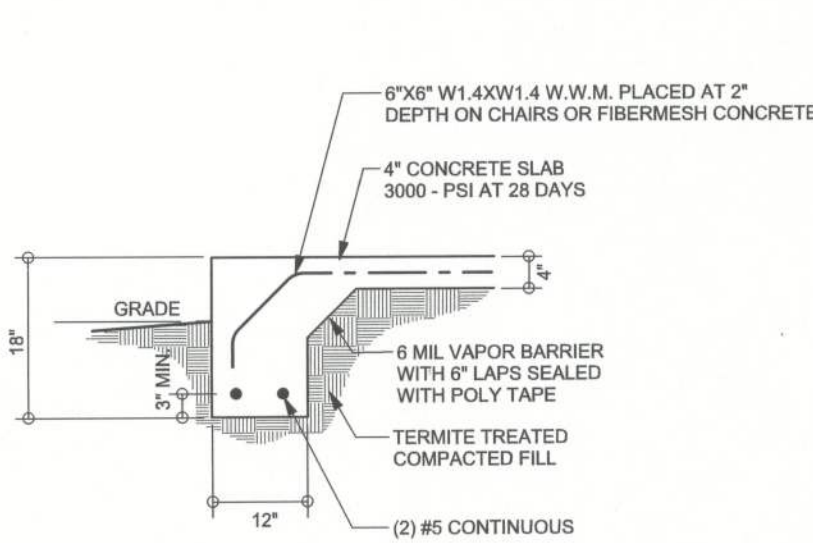 6"X6" W1.4XW1.4 W.W.M. PLACED AT 2"
DEPTH ON CHAIRS OR FIBERMESH CONCRETE
4" CONCRETE SLAB
3000 - PSI AT 28 DAYS
4"
GRADE
18"
3" MIN.
6 MIL VAPOR BARRIER
WITH 6" LAPS SEALED
WITH POLY TAPE
TERMITE TREATED
COMPACTED FILL
12"
(2) #5 CONTINUOUS